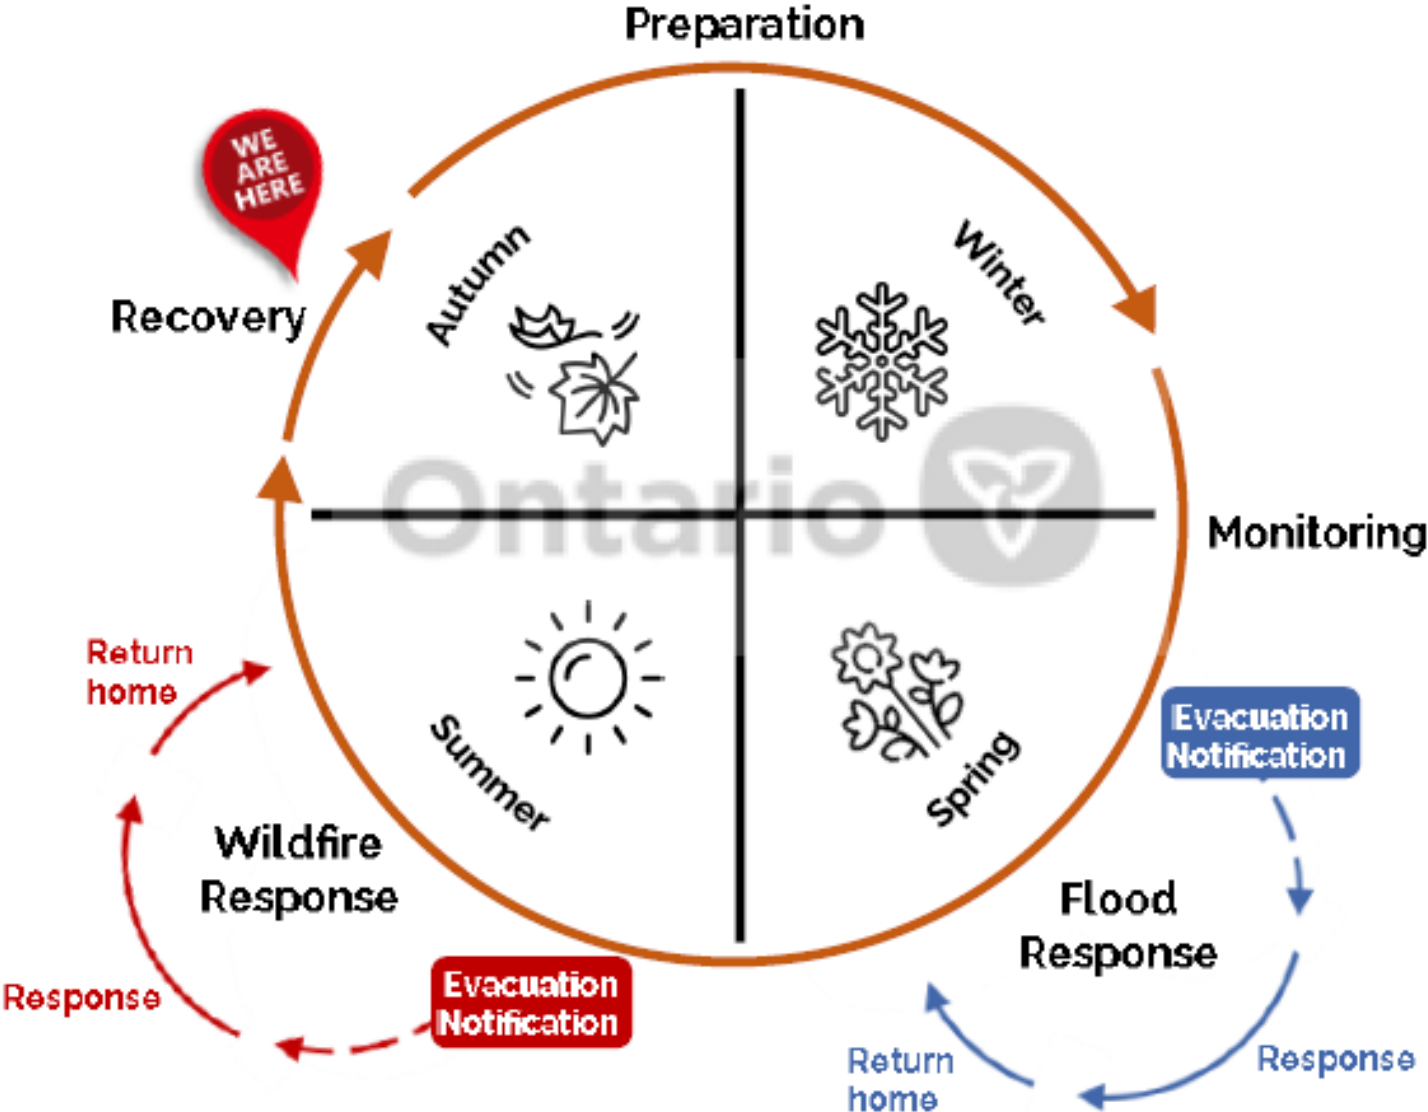 Preparation
WE
ARE
HERE
Autumn
Winter
Recovery
Ontario
Monitoring
Return
home
Summer
Spring
Evacuation
Notification
Wildfire
Response
Flood
Response
Response
Evacuation
Notification
Return
home
Response